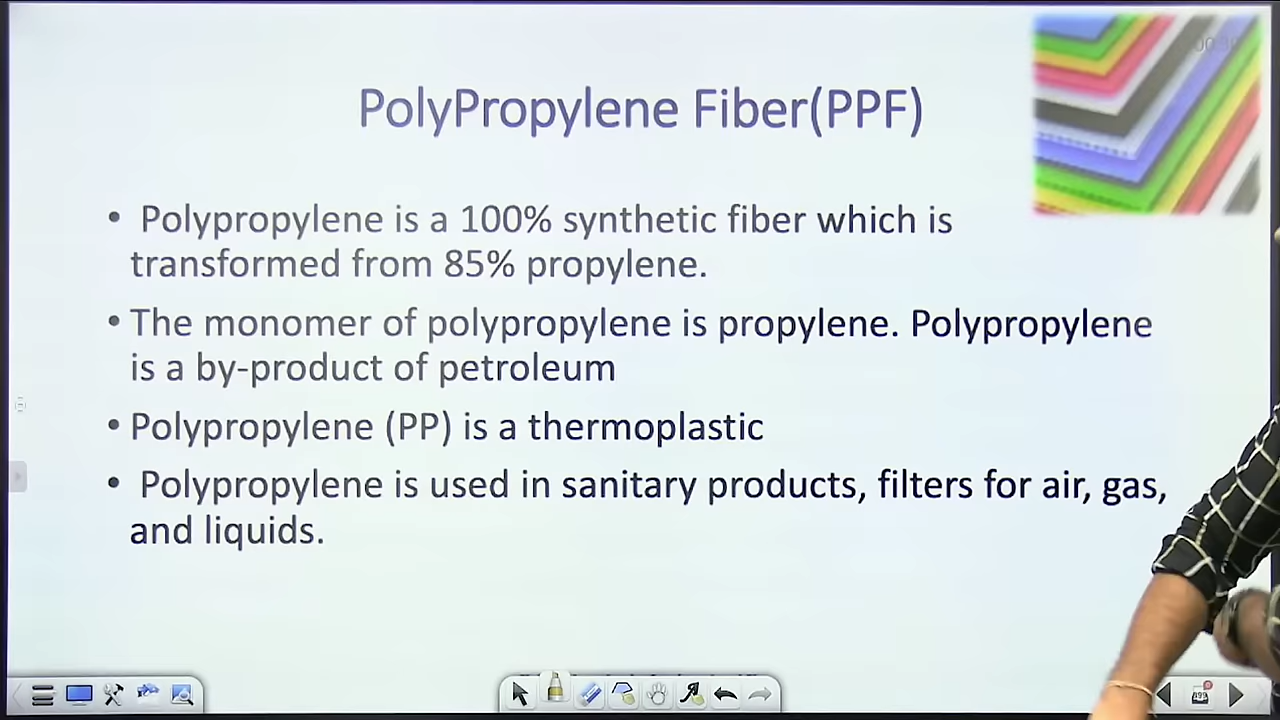 PolyPropylene Fiber(PPF)
• Polypropylene is a 100% synthetic fiber which is
transformed from 85% propylene.
• The monomer of polypropylene is propylene. Polypropylene
is a by-product of petroleum
• Polypropylene (PP) is a thermoplastic
• Polypropylene is used in sanitary products, filters for air, gas,
and liquids.